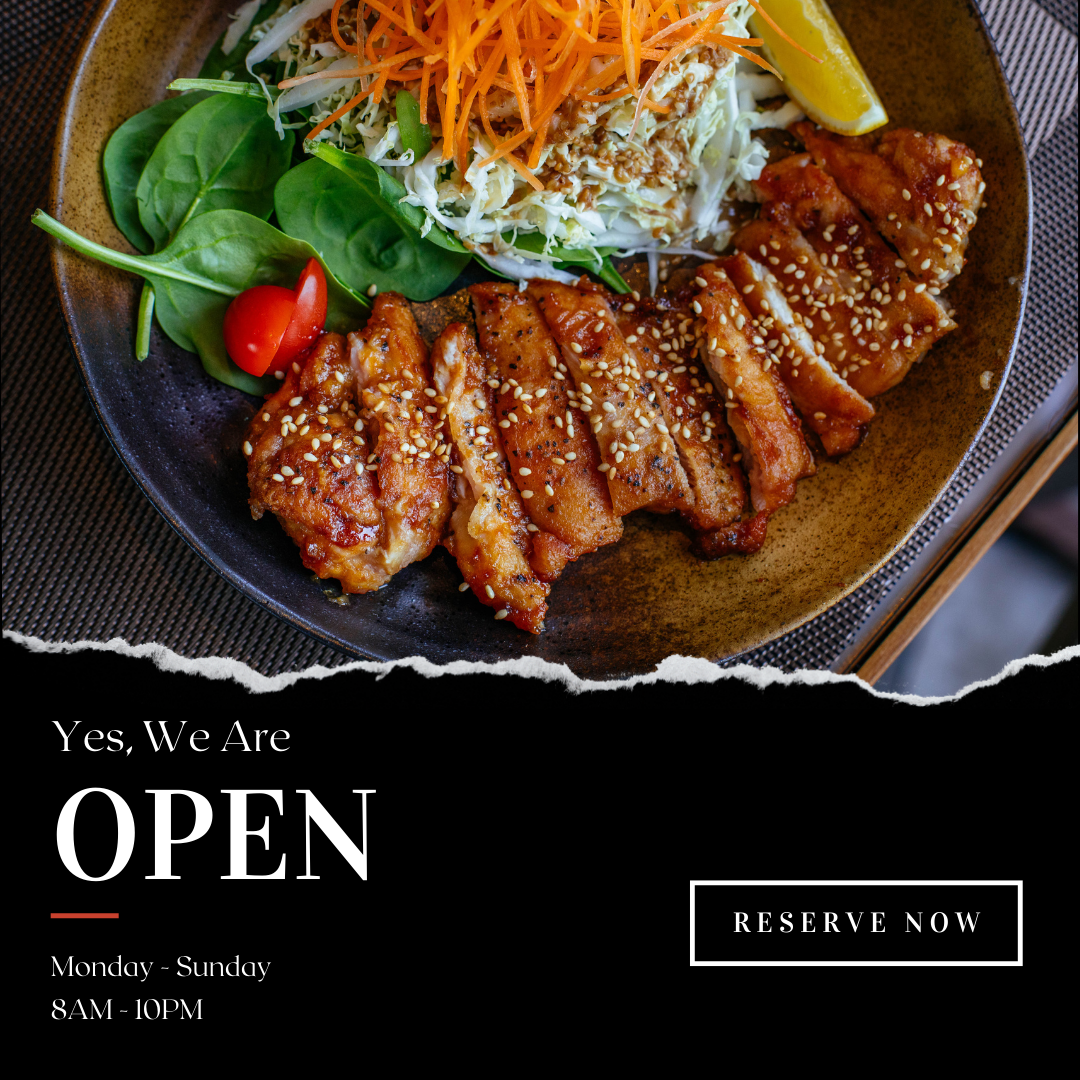 Yes, We Are
OPEN
Monday - Sunday
8AM - 10PM
RESERVE NOW